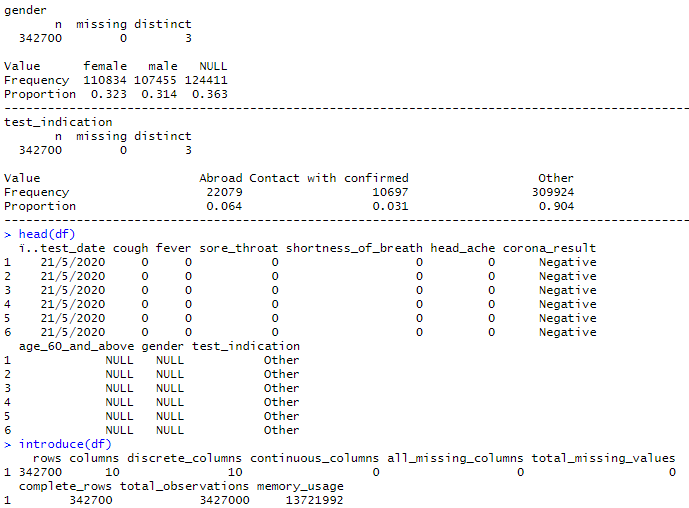 gender
       n  missing distinct
  342700        0        3

Value      female   male   NULL
Frequency  110834 107455 124411
Proportion  0.323  0.314  0.363
------------------------------------------------------------------------------------------
test_indication
       n  missing distinct
  342700        0        3

Value                     Abroad Contact with confirmed                 Other
Frequency                  22079                  10697                309924
Proportion                 0.064                  0.031                 0.904
------------------------------------------------------------------------------------------
> head(df)
  ï..test_date cough fever sore_throat shortness_of_breath head_ache corona_result
1    21/5/2020     0     0           0                   0         0      Negative
2    21/5/2020     0     0           0                   0         0      Negative
3    21/5/2020     0     0           0                   0         0      Negative
4    21/5/2020     0     0           0                   0         0      Negative
5    21/5/2020     0     0           0                   0         0      Negative
6    21/5/2020     0     0           0                   0         0      Negative
  age_60_and_above gender test_indication
1             NULL   NULL           Other
2             NULL   NULL           Other
3             NULL   NULL           Other
4             NULL   NULL           Other
5             NULL   NULL           Other
6             NULL   NULL           Other
> introduce(df)
    rows columns discrete_columns continuous_columns all_missing_columns total_missing_values
1 342700      10               10                  0                   0                    0
  complete_rows total_observations memory_usage
1        342700            3427000     13721992